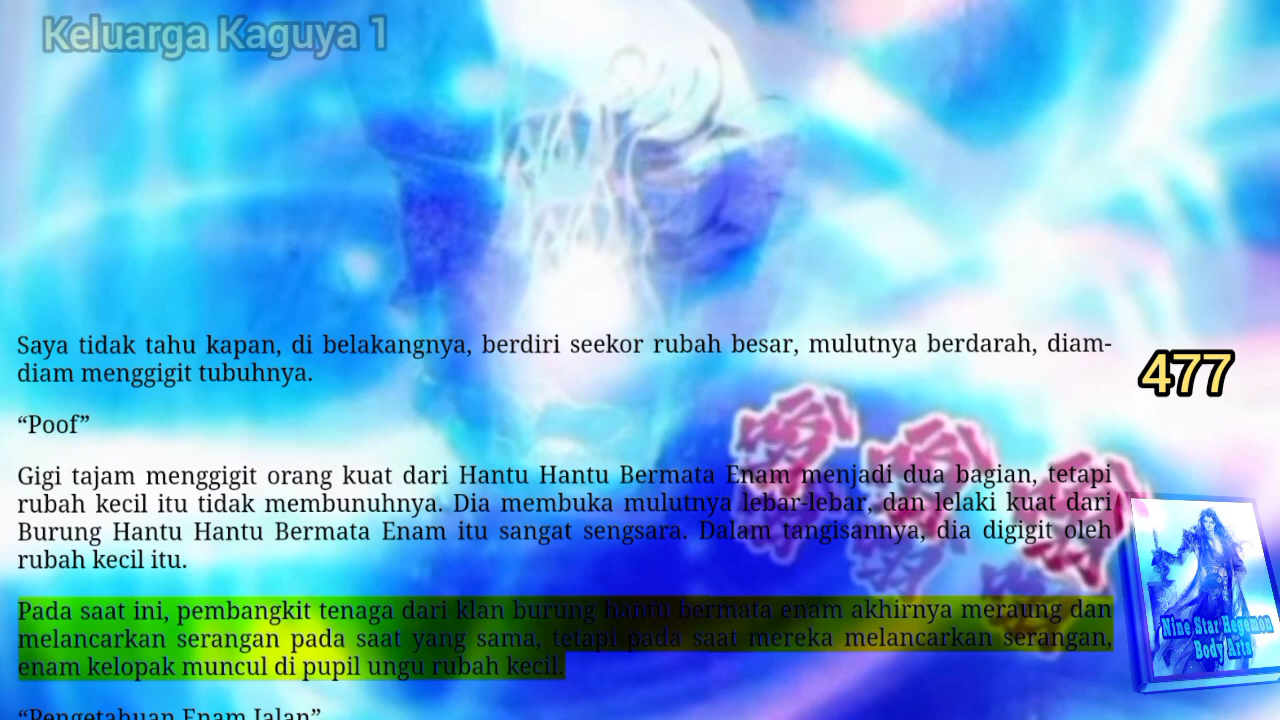 Keluarga Kaguya 1
Saya tidak tahu kapan, di belakangnya, berdiri seekor rubah besar, mulutnya berdarah, diam-
diam menggigit tubuhnya.
“Poof”
477
Gigi tajam menggigit orang kuat dari Hantu Hantu Bermata Enam menjadi dua bagian, tetapi
rubah kecil itu tidak membunuhnya. Dia membuka mulutnya lebar-lebar, dan lelaki kuat dari
Burung Hantu Hantu Bermata Enam itu sangat sengsara. Dalam tangisannya, dia digigit oleh
rubah kecil itu.
Pada saat ini, pembangkit tenaga dari klan burung hantu bermata enam akhirnya meraung dan
melancarkan serangan pada saat yang sama, tetapi pada saat mereka melancarkan serangan,
enam kelopak muncul di pupil ungu rubah kecil.
Nine Star Hegemon
Body Arts
“Pengetahuan Enam Jalan”